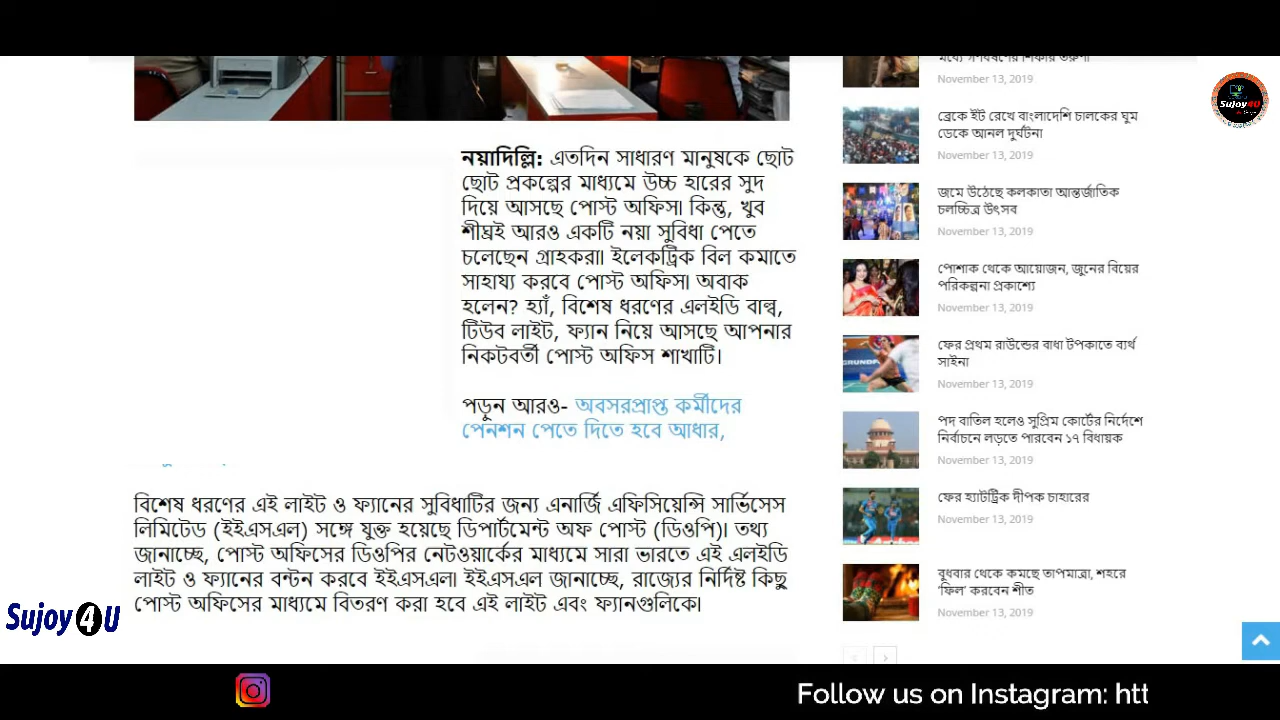 নয়াদিল্লি: এতদিন সাধারণ মানুষকে ছোট
ছোট প্রকল্পের মাধ্যমে উচ্চ হারের সুদ
দিয়ে আসছে পোস্ট অফিস। কিন্তু, খুব
শীঘ্রই আরও একটি নয়া সুবিধা পেতে
চলেছেন গ্রাহকরা। ইলেকট্রিক বিল কমাতে
সাহায্য করবে পোস্ট অফিস। অবাক
হলেন? হ্যাঁ, বিশেষ ধরণের এলইডি বাল্ব,
টিউব লাইট, ফ্যান নিয়ে আসছে আপনার
নিকটবর্তী পোস্ট অফিস শাখাটি।
পড়ুন আরও- অবসরপ্রাপ্ত কর্মীদের
পেনশন পেতে দিতে হবে আধার,
বিশেষ ধরণের এই লাইট ও ফ্যানের সুবিধাটির জন্য এনার্জি এফিসিয়েন্সি সার্ভিসেস
লিমিটেড (ইইএসএল) সঙ্গে যুক্ত হয়েছে ডিপার্টমেন্ট অফ পোস্ট (ডিওপি)। তথ্য
জানাচ্ছে, পোস্ট অফিসের ডিওপির নেটওয়ার্কের মাধ্যমে সারা ভারতে এই এলইডি
লাইট ও ফ্যানের বন্টন করবে ইইএসএল। ইইএসএল জানাচ্ছে, রাজ্যের নির্দিষ্ট কিছু
পোস্ট অফিসের মাধ্যমে বিতরণ করা হবে এই লাইট এবং ফ্যানগুলিকে।
November 13, 2019
ব্রেকে ইট রেখে বাংলাদেশি চালকের ঘুম
ডেকে আনল দুর্ঘটনা
November 13, 2019
জমে উঠেছে কলকাতা আন্তর্জাতিক
চলচ্চিত্র উৎসব
November 13, 2019
পোশাক থেকে আয়োজন, জুনের বিয়ের
পরিকল্পনা প্রকাশ্যে
November 13, 2019
ফের প্রথম রাউন্ডের বাধা টপকাতে ব্যর্থ
সাইনা
November 13, 2019
পদ বাতিল হলেও সুপ্রিম কোর্টের নির্দেশে
নির্বাচনে লড়তে পারবেন ১৭ বিধায়ক
November 13, 2019
ফের হ্যাটট্রিক দীপক চাহারের
November 13, 2019
বুধবার থেকে কমছে তাপমাত্রা, শহরে
'ফিল' করবেন শীত
November 13, 2019
Sujoy4U
Sujoy 4 U
Follow us on Instagram: htt